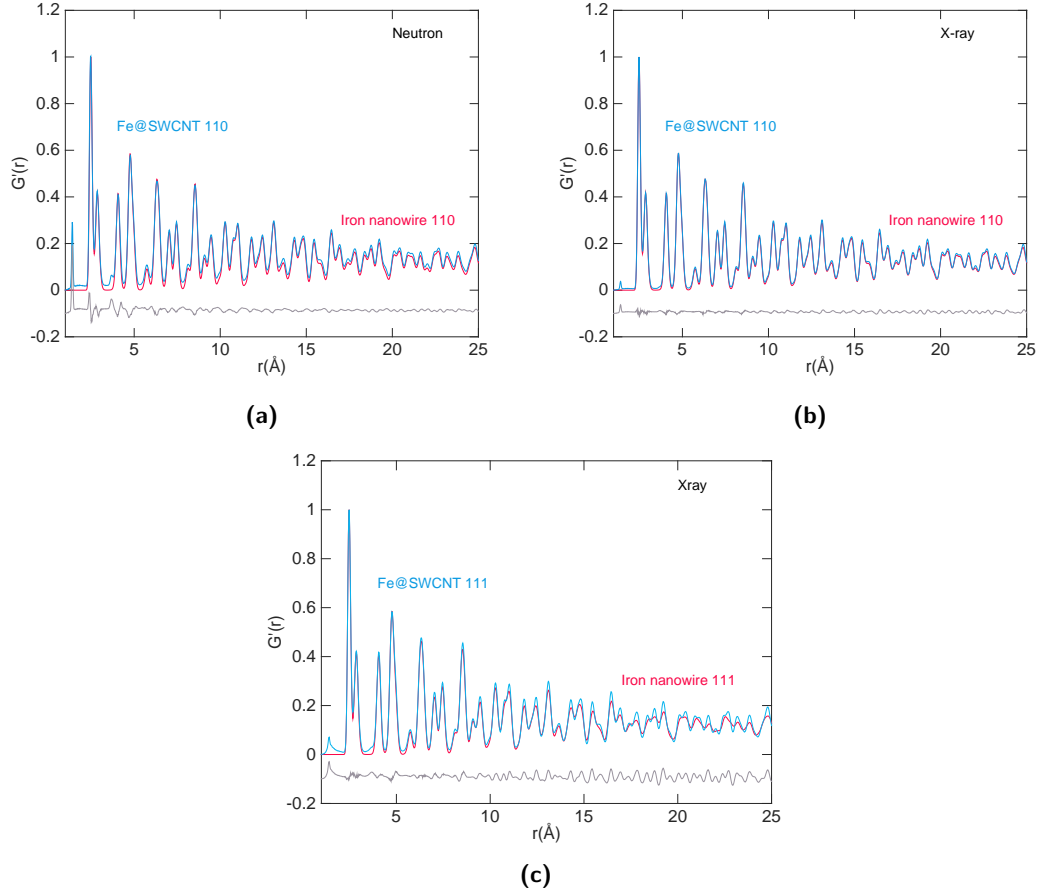 Neutron
Fe@SWCNT 110
Iron nanowire 110
G'(r)
1.2
1
0.8
0.6
0.4
0.2
0
-0.2
5
10
15
20
25
r(Å)
(a)
X-ray
Fe@SWCNT 110
Iron nanowire 110
G'(r)
1.2
1
0.8
0.6
0.4
0.2
0
-0.2
5
10
15
20
25
r(Å)
(b)
Xray
Fe@SWCNT 111
Iron nanowire 111
G'(r)
1.2
1
0.8
0.6
0.4
0.2
0
-0.2
5
10
15
20
25
r(Å)
(c)